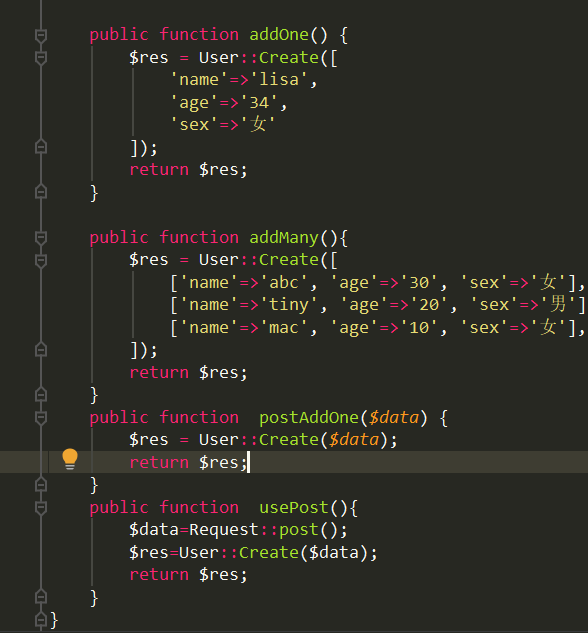 public function addOne() {
$res = User::Create([
'name'=>'lisa',
'age'=>'34',
'sex'=>'女'
]);
return $res;
}
public function addMany(){
$res = User::Create([
['name'=>'abc', 'age'=>'30', 'sex'=>'女'],
['name'=>'tiny', 'age'=>'20', 'sex'=>'男']
['name'=>'mac', 'age'=>'10', 'sex'=>'女'],
]);
return $res;
}
public function  postAddOne($data) {
$res = User::Create($data);
return $res;
}
public function  usePost(){
$data=Request::post();
$res=User::Create($data);
return $res;
}
}